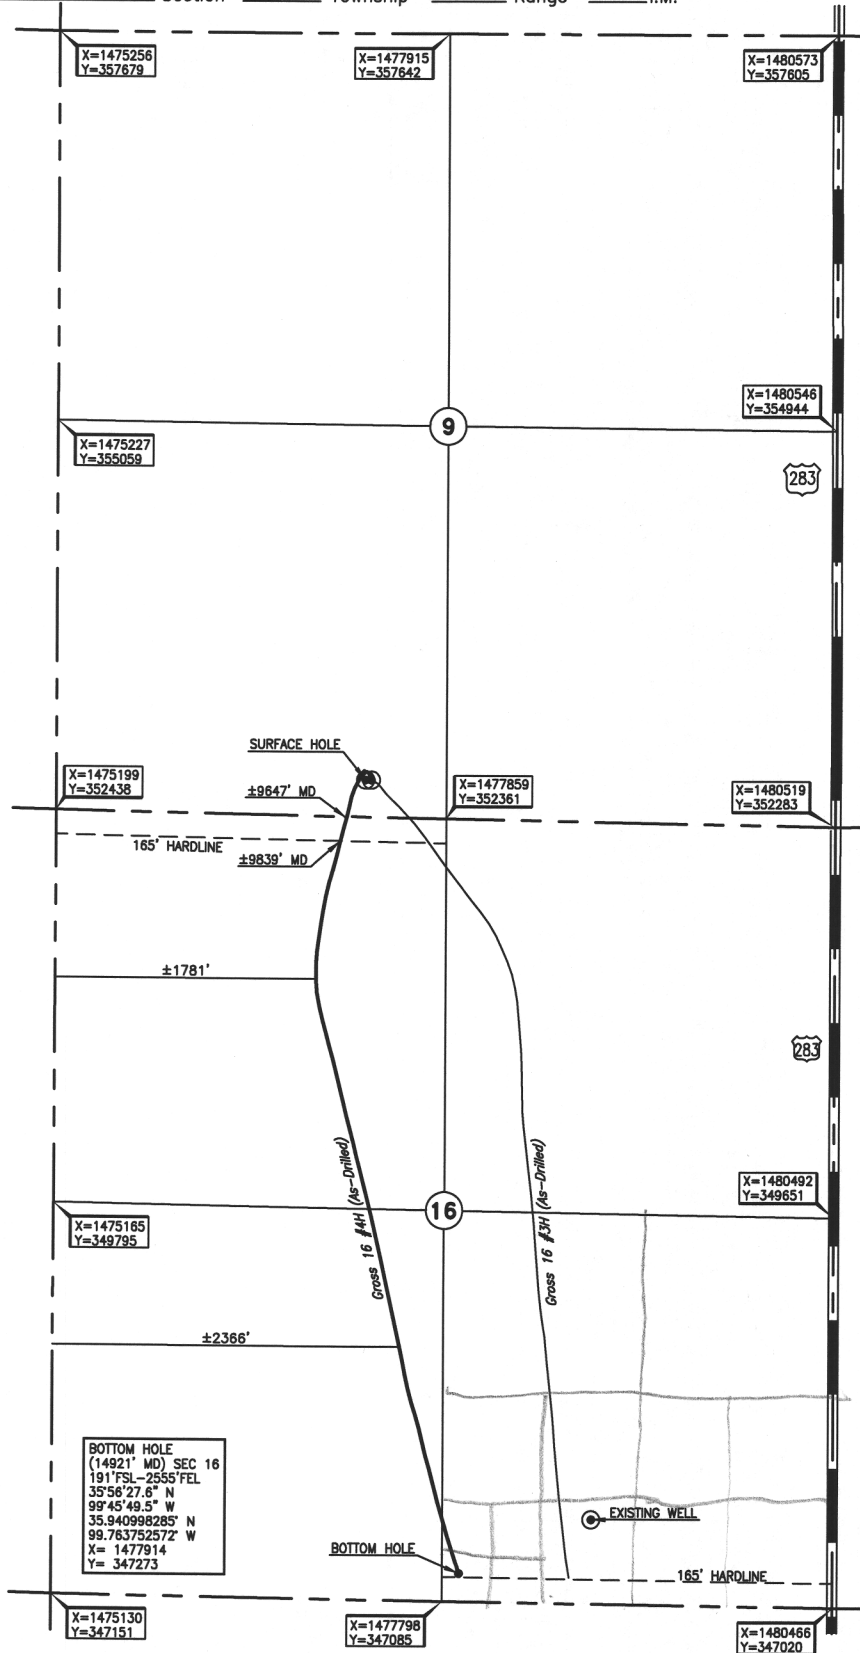 Section Township Range I.M.
X=1475256
Y=357679
X=1477915
Y=357642
X=1480573
Y=357605
X=1480546
Y=354944
9
X=1475227
Y=355059
283
SURFACE HOLE
X=1475199
Y=352438
±9647' MD
X=1477859
Y=352361
X=1480519
Y=352283
165' HARDLINE
±9839' MD
±1781'
283
Gross 16 #4H (As-Drilled)
Gross 16 #3H (As-Drilled)
X=1480492
Y=349651
16
X=1475165
Y=349795
±2366'
BOTTOM HOLE
(14921' MD) SEC 16
191'FSL-2555'FEL
35°56'27.6" N
99°45'49.5" W
35.940998285° N
99.763752572° W
X= 1477914
Y= 347273
EXISTING WELL
BOTTOM HOLE
165' HARDLINE
X=1475130
Y=347151
X=1477798
Y=347085
X=1480466
Y=347020